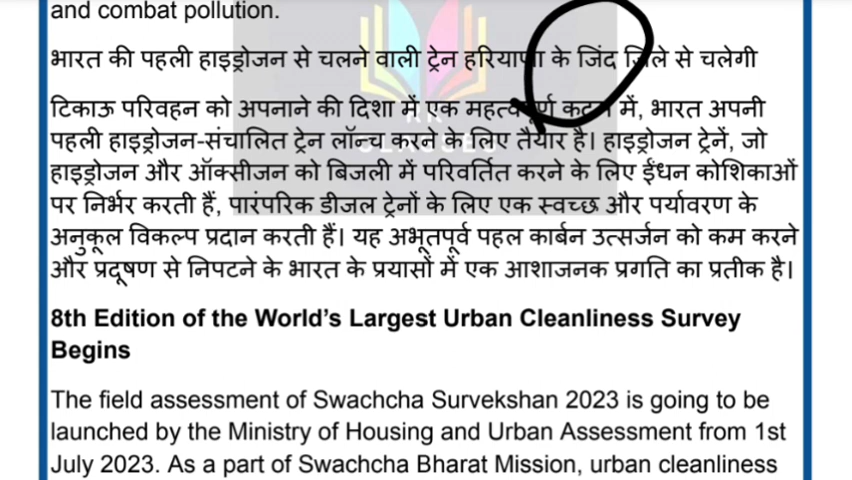 and combat pollution.
भारत की पहली हाइड्रोजन से चलने वाली ट्रेन हरियाणा के जिंद जिले से चलेगी
टिकाऊ परिवहन को अपनाने की दिशा में एक महत्वपूर्ण कदम में, भारत अपनी
पहली हाइड्रोजन-संचालित ट्रेन लॉन्च करने के लिए तैयार है। हाइड्रोजन ट्रेनें, जो
हाइड्रोजन और ऑक्सीजन को बिजली में परिवर्तित करने के लिए ईंधन कोशिकाओं
पर निर्भर करती हैं, पारंपरिक डीजल ट्रेनों के लिए एक स्वच्छ और पर्यावरण के
अनुकूल विकल्प प्रदान करती हैं। यह अभूतपूर्व पहल कार्बन उत्सर्जन को कम करने
और प्रदूषण से निपटने के भारत के प्रयासों में एक आशाजनक प्रगति का प्रतीक है।
8th Edition of the World’s Largest Urban Cleanliness Survey
Begins
The field assessment of Swachcha Survekshan 2023 is going to be
launched by the Ministry of Housing and Urban Assessment from 1st
July 2023. As a part of Swachcha Bharat Mission, urban cleanliness